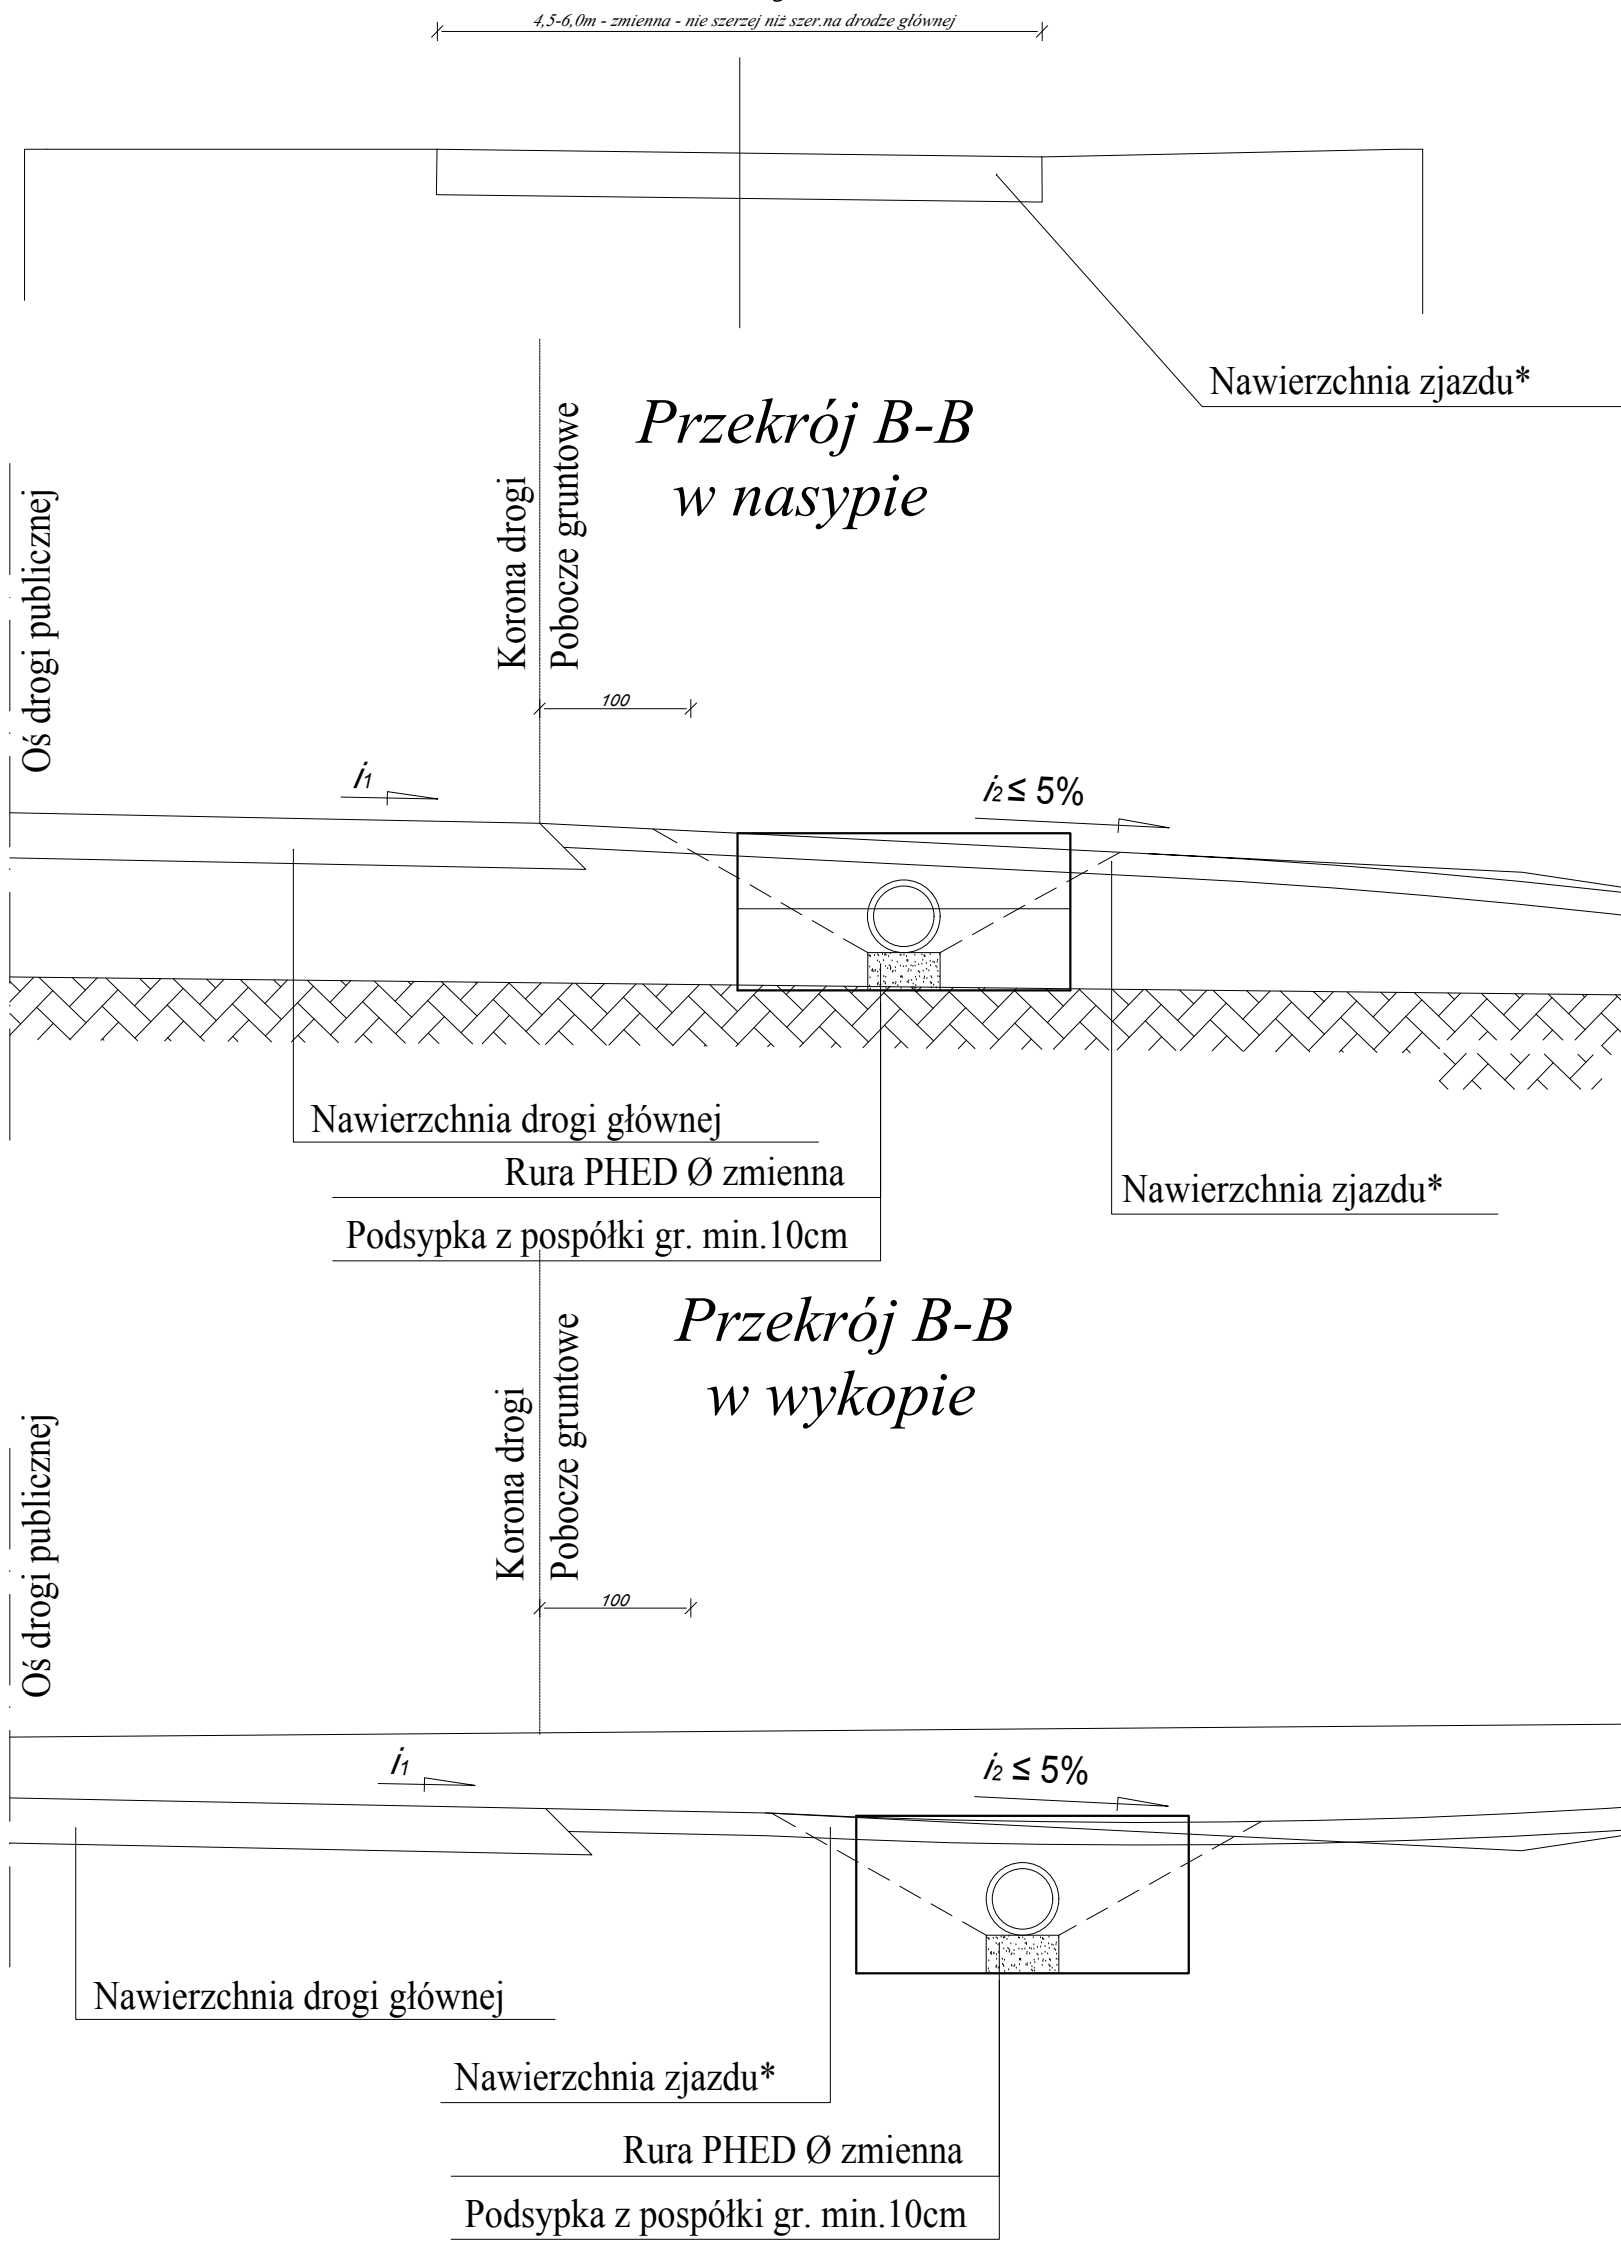 4,5-6,0m - zmienna - nie szerzej niż szer.na drodze głównej
Nawierzchnia zjazdu*
Przekrój B-B
w nasypie
Oś drogi publicznej
Korona drogi
Pobocze gruntowe
100
i1
i2 ≤ 5%
Nawierzchnia drogi głównej
Rura PHED Ø zmienna
Podsypka z pospółki gr. min.10cm
Nawierzchnia zjazdu*
Przekrój B-B
w wykopie
Oś drogi publicznej
Korona drogi
Pobocze gruntowe
100
i1
i2 ≤ 5%
Nawierzchnia drogi głównej
Nawierzchnia zjazdu*
Rura PHED Ø zmienna
Podsypka z pospółki gr. min.10cm